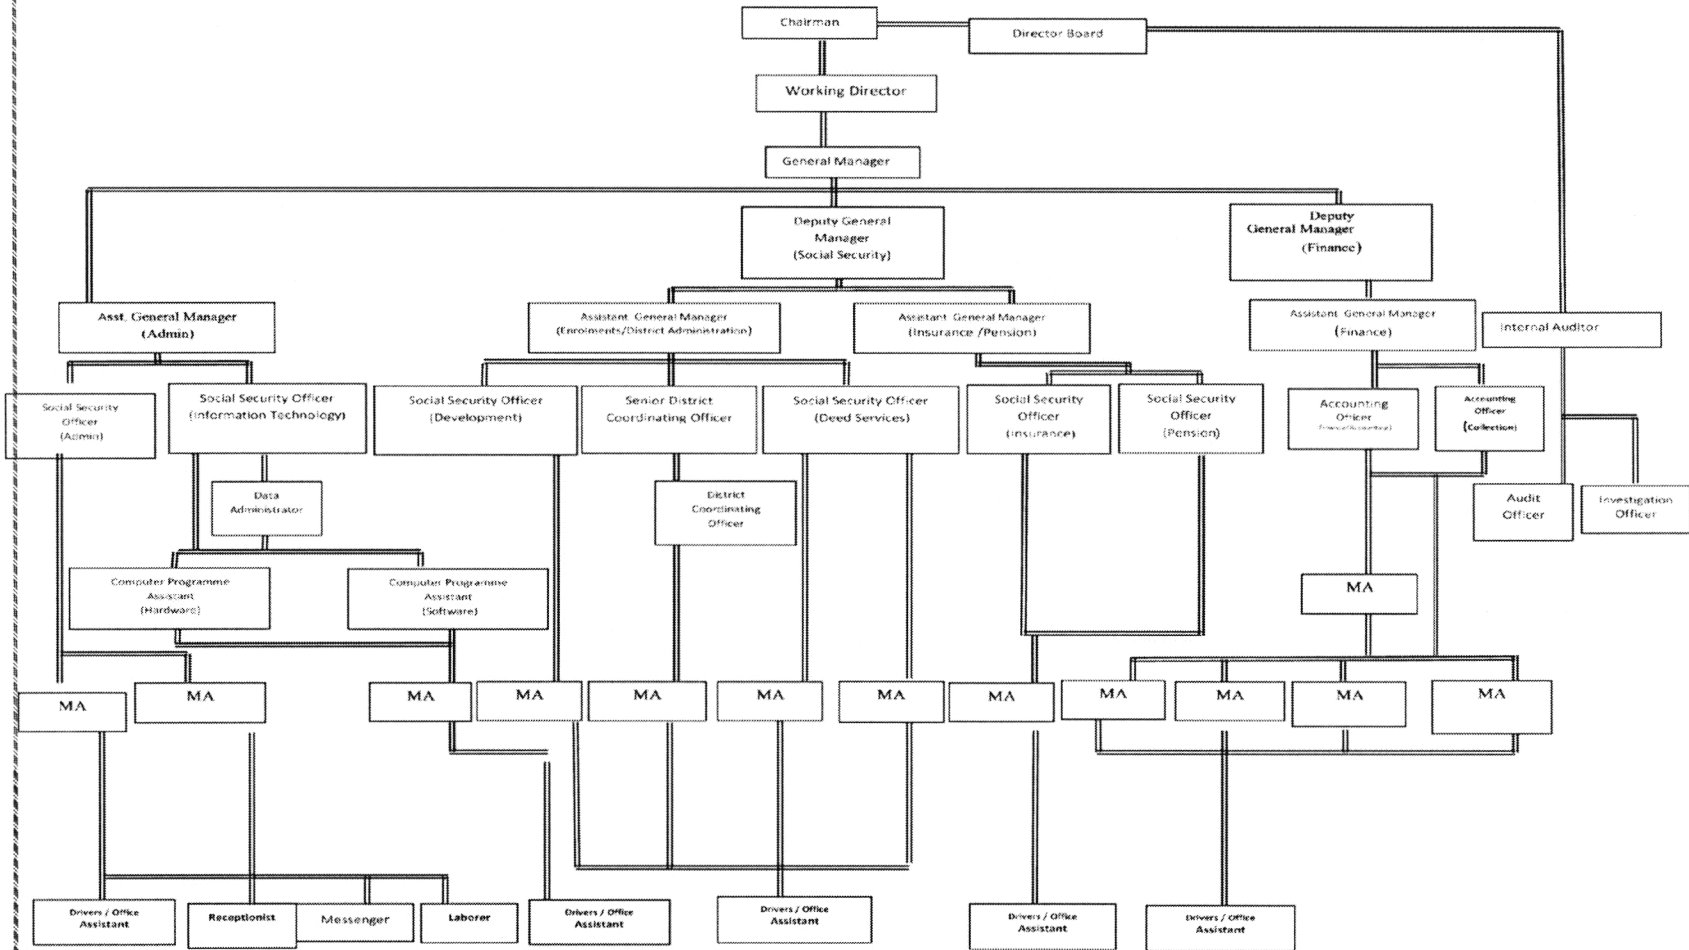 Chairman
Director Board
Working Director
General Manager
Deputy General
Manager
(Social Security)
Deputy
General Manager
(Finance)
Asst. General Manager
(Admin)
Assistant General Manager
(Enrolments/District Administration)
Assistant General Manager
(Insurance /Pension)
Assistant General Manager
(Finance)
Internal Auditor
Social Security
Officer
(Admin)
Social Security Officer
(Information Technology)
Social Security Officer
(Development)
Senior District
Coordinating Officer
Social Security Officer
(Deed Services)
Social Security
Officer
(Insurance)
Social Security
Officer
(Pension)
Accounting
Officer
Accounting
Officer
(Collection)
Data
Administrator
District
Coordinating
Officer
Audit
Officer
Investigation
Officer
Computer Programme
Assistant
(Hardware)
Computer Programme
Assistant
(Software)
MA
MA
MA
MA
MA
MA
MA
MA
MA
MA
MA
MA
MA
Drivers / Office
Assistant
Receptionist
Messenger
Laborer
Drivers / Office
Assistant
Drivers / Office
Assistant
Drivers / Office
Assistant
Drivers / Office
Assistant